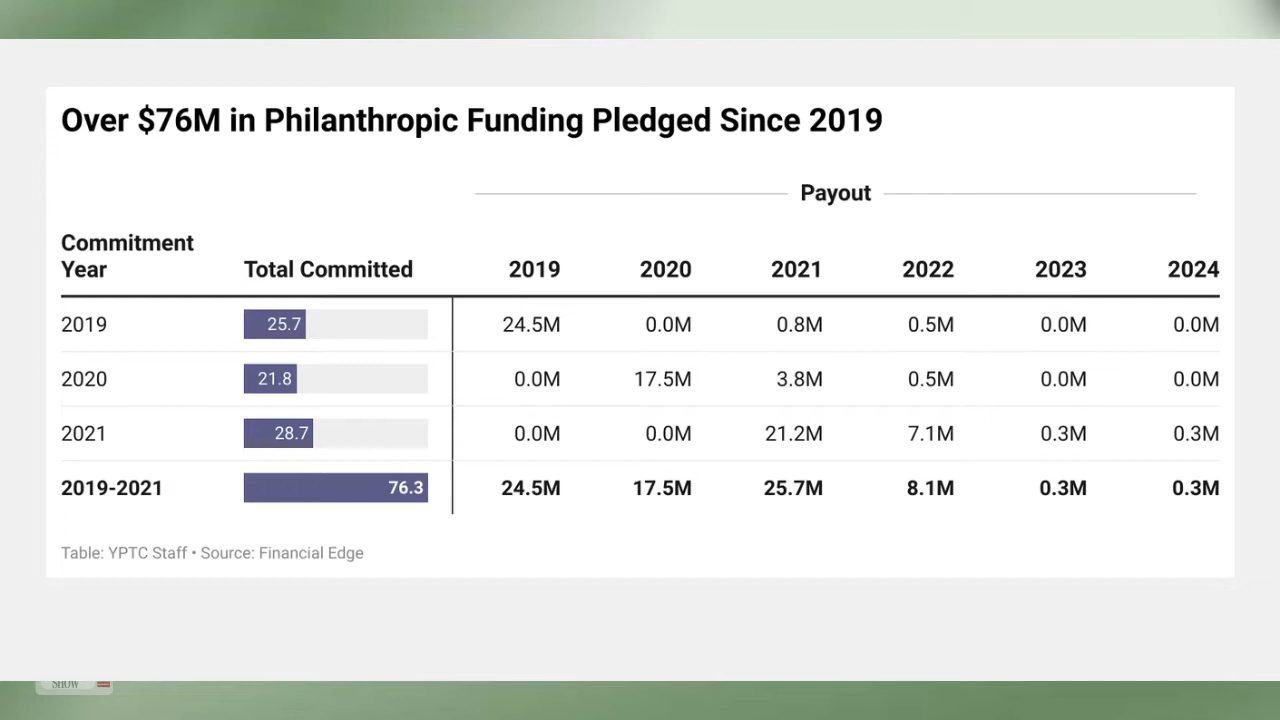 Over $76M in Philanthropic Funding Pledged Since 2019
Payout
Commitment
Year Total Committed 2019 2020 2021 2022 2023 2024
2019 25.7 24.5M 0.0M 0.8M 0.5M 0.0M 0.0M
2020 21.8 0.0M 17.5M 3.8M 0.5M 0.0M 0.0M
2021 28.7 0.0M 0.0M 21.2M 7.1M 0.3M 0.3M
2019-2021 76.3 24.5M 17.5M 25.7M 8.1M 0.3M 0.3M
Table: YPTC Staff • Source: Financial Edge
SHOW